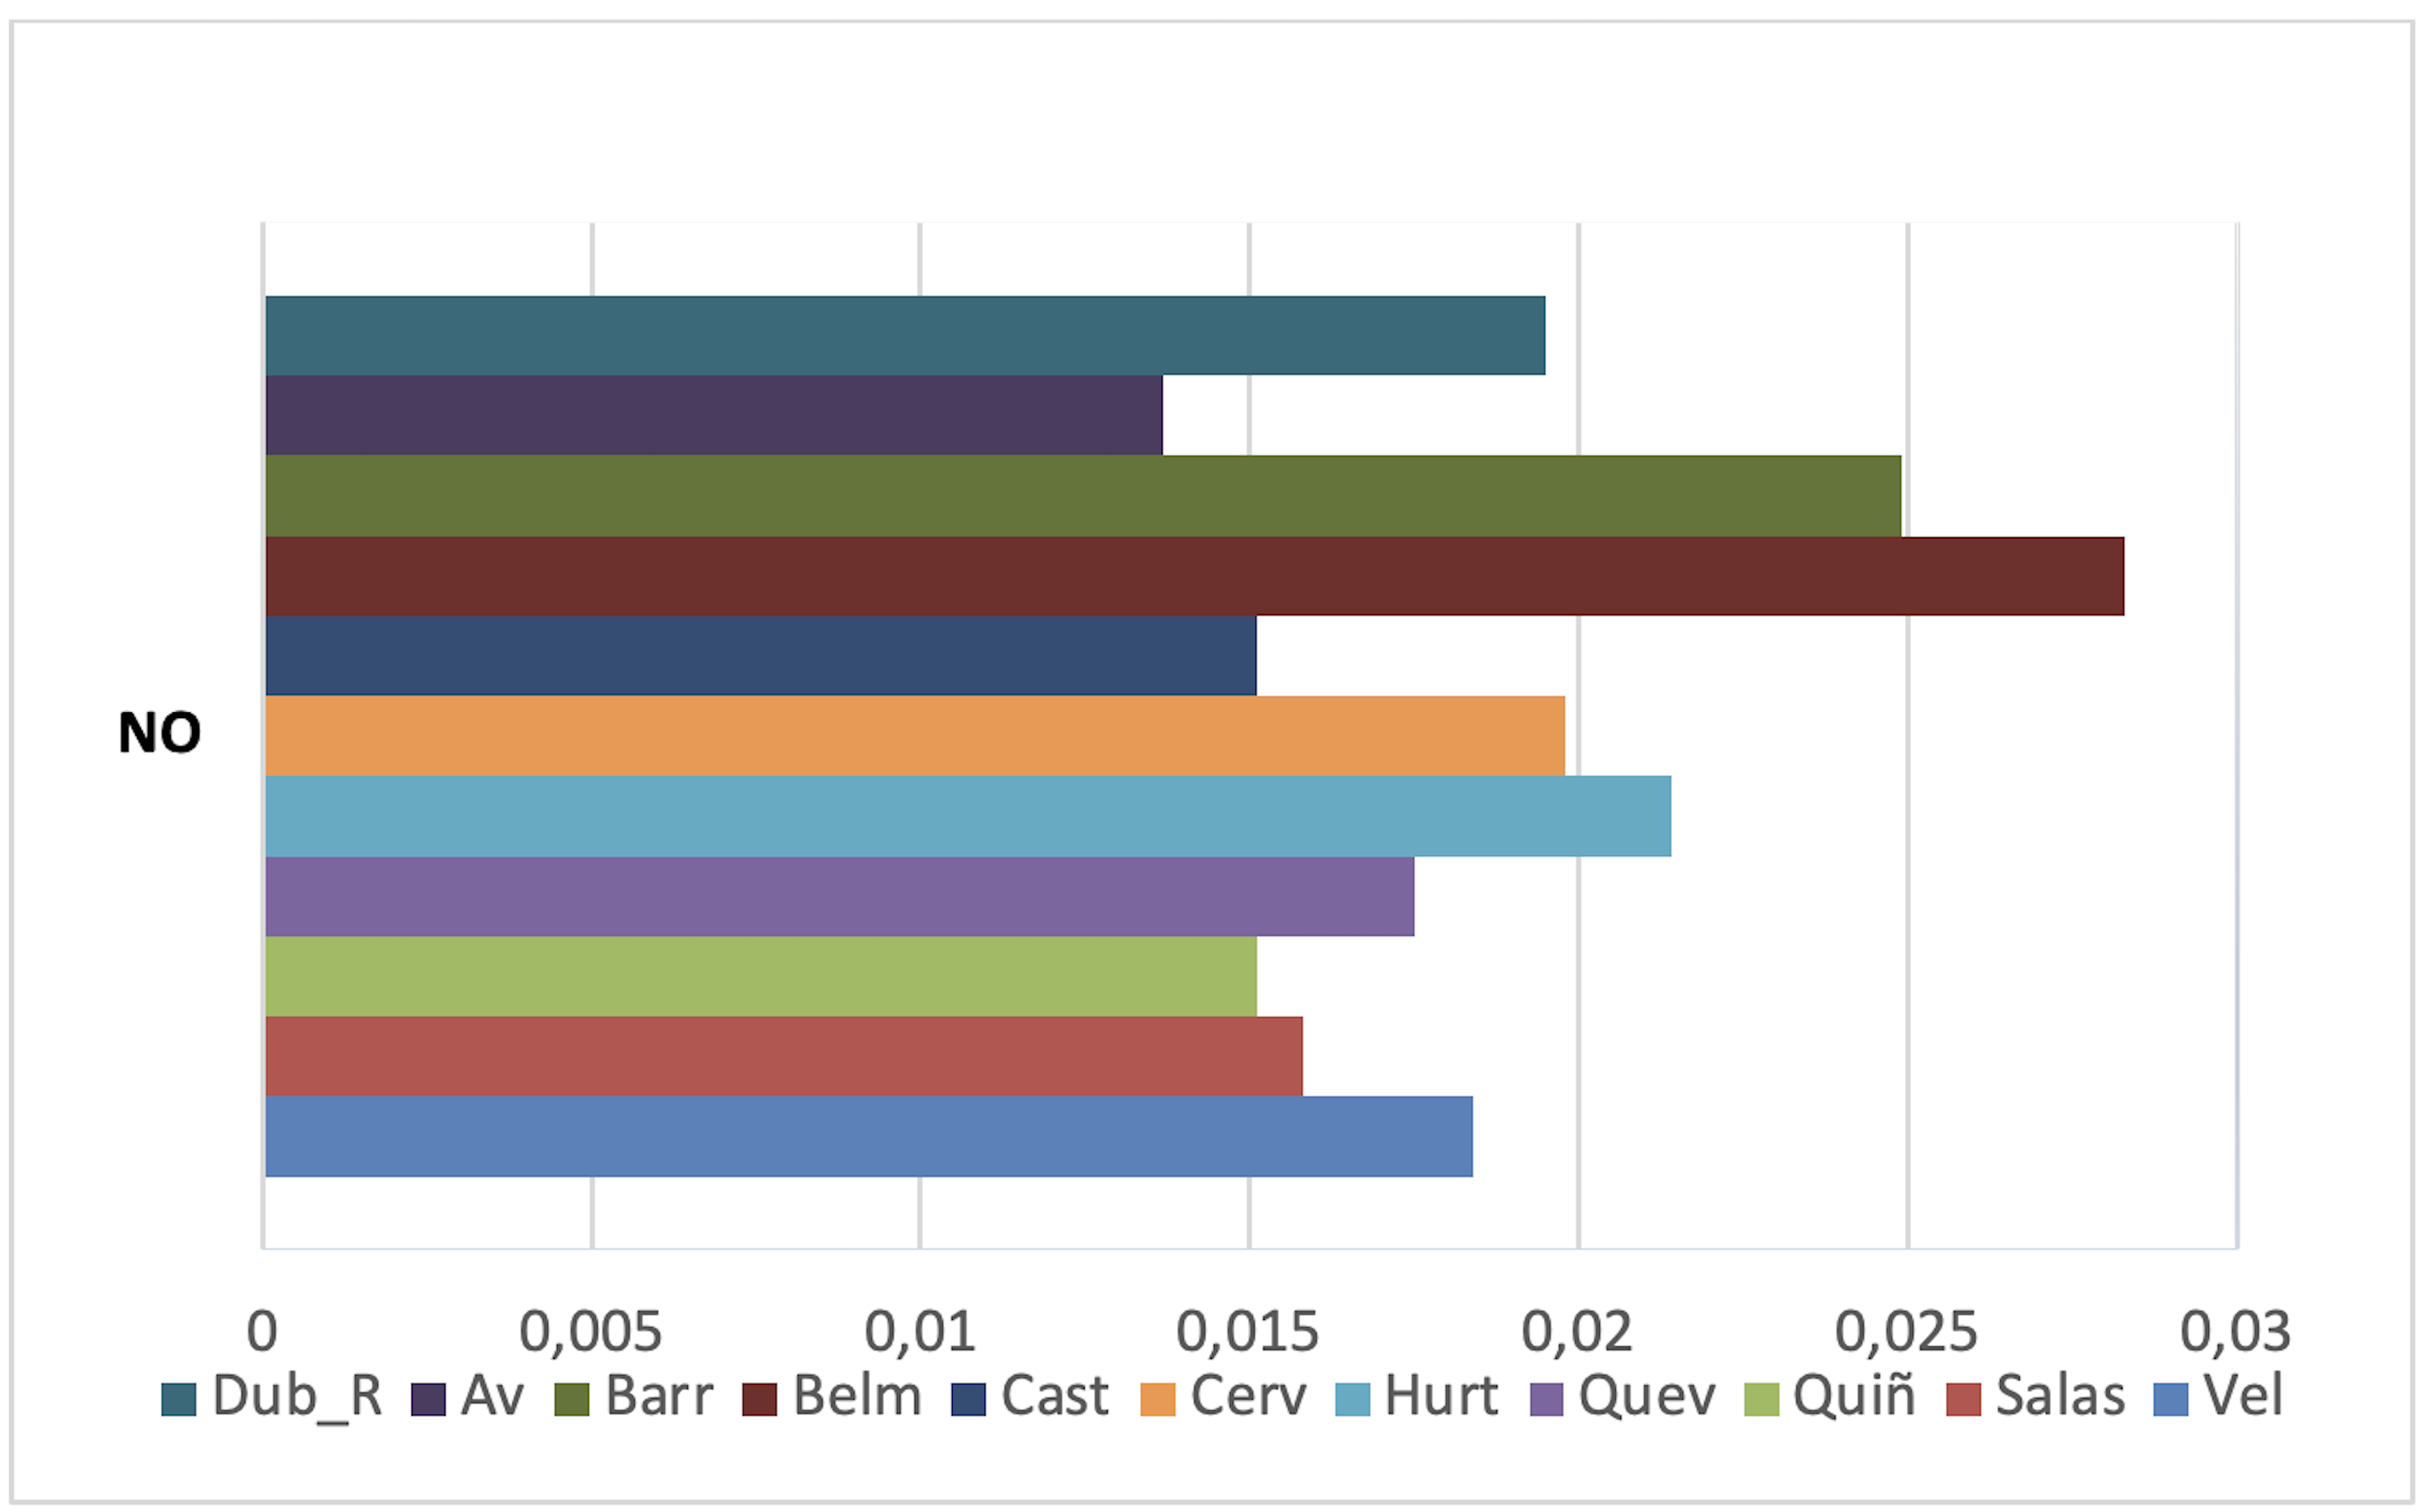 NO
0 0,005 0,01 0,015 0,02 0,025 0,03
Dub_R Av Barr Belm Cast Cerv Hurt Quev Quiñ Salas Vel